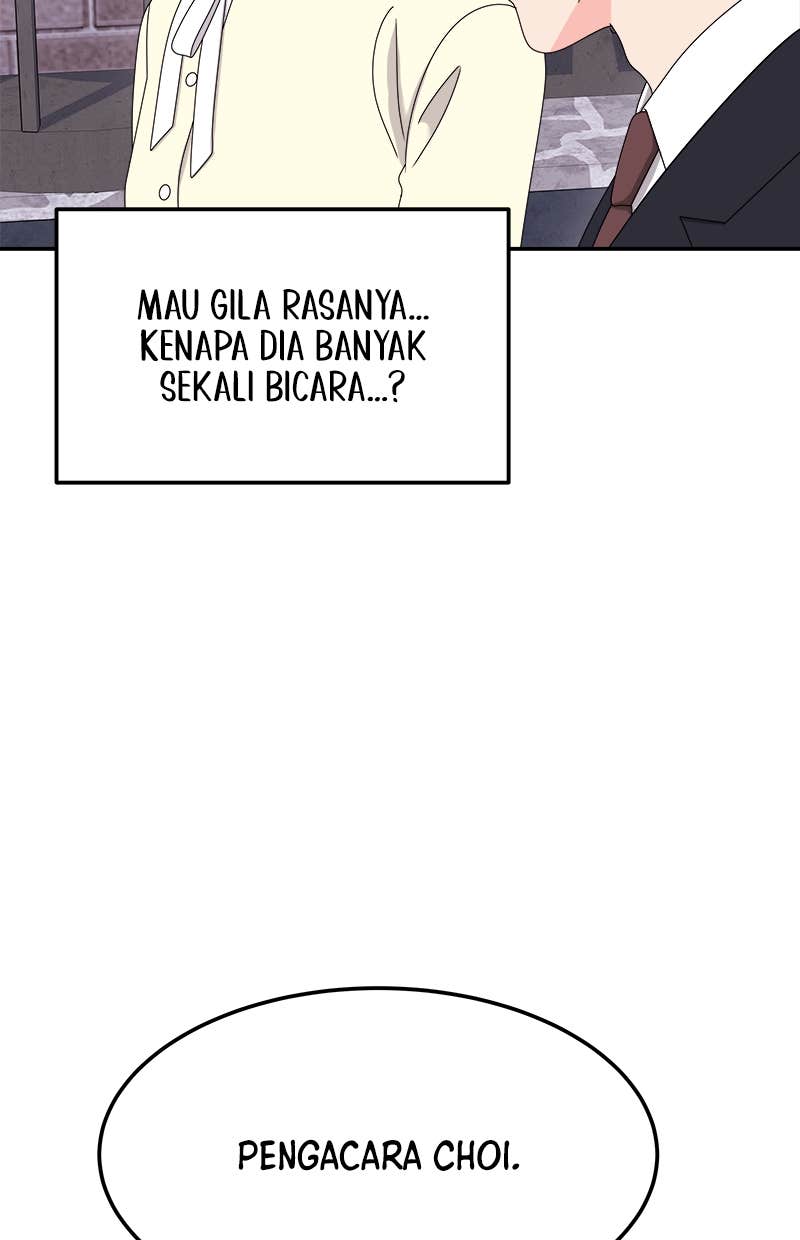 MAU GILA RASANYA...
KENAPA DIA BANYAK
SEKALI BICARA...?
PENGACARA CHOI.